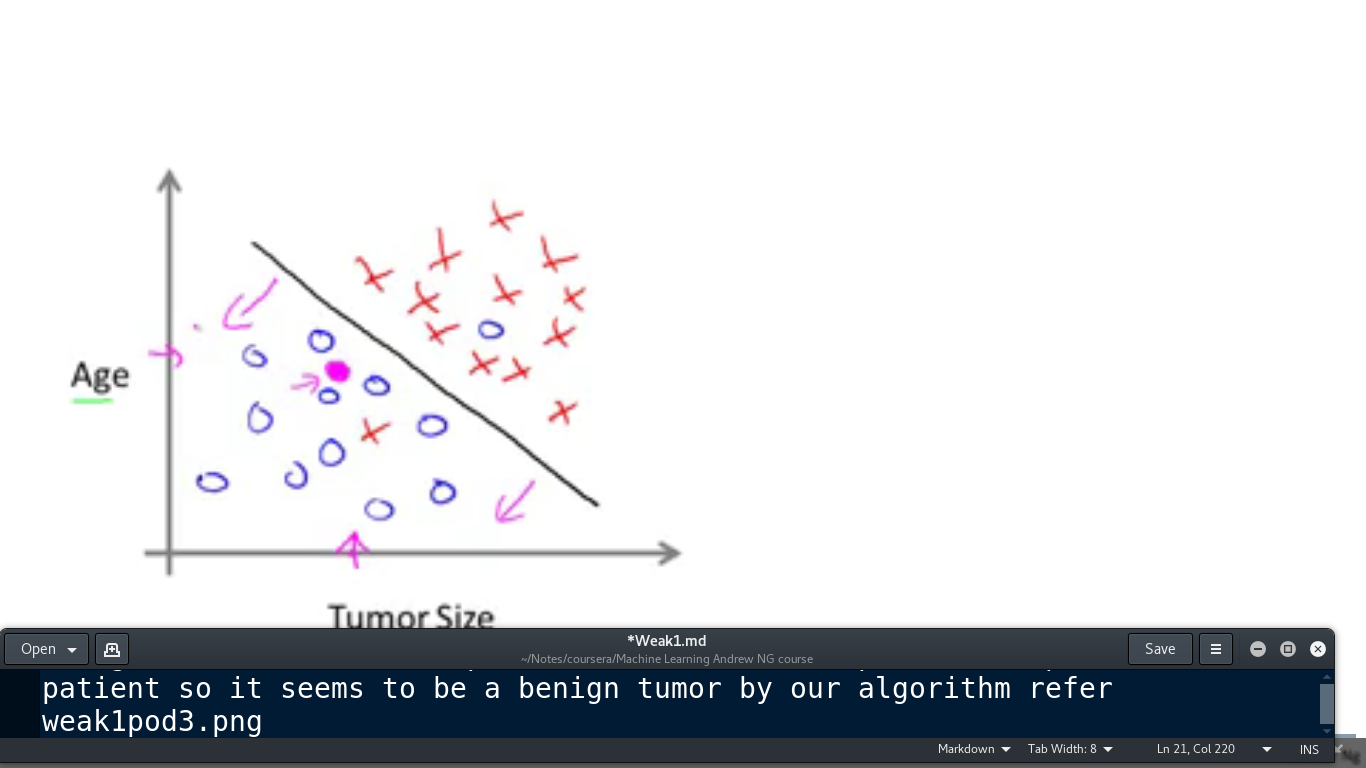 Age
Tumor Size
Open
*Weak1.md
~/Notes/coursera/Machine Learning Andrew NG course
Save
patient so it seems to be a benign tumor by our algorithm refer
weak1pod3.png
Markdown
Tab Width: 8
Ln 21, Col 220
INS